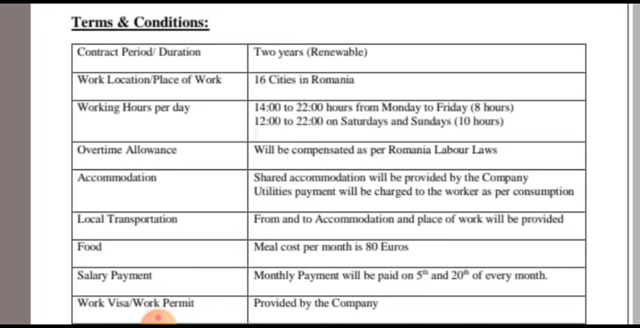 Terms & Conditions:
Contract Period/ Duration Two years (Renewable)
Work Location/Place of Work 16 Cities in Romania
Working Hours per day 14:00 to 22:00 hours from Monday to Friday (8 hours)
12:00 to 22:00 on Saturdays and Sundays (10 hours)
Overtime Allowance Will be compensated as per Romania Labour Laws
Accommodation Shared accommodation will be provided by the Company
Utilities payment will be charged to the worker as per consumption
Local Transportation From and to Accommodation and place of work will be provided
Food Meal cost per month is 80 Euros
Salary Payment Monthly Payment will be paid on 5th and 20th of every month.
Work Visa/Work Permit Provided by the Company